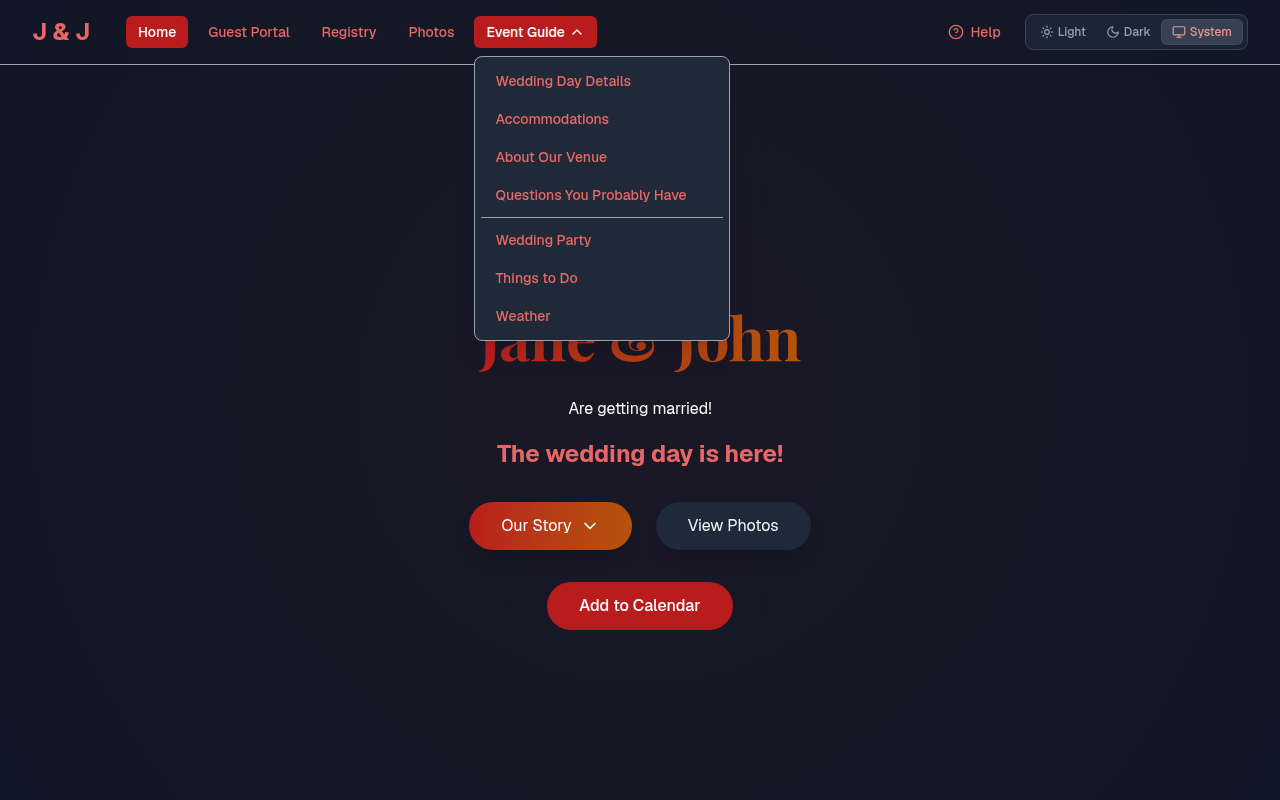 J & J
Home
Guest Portal
Registry
Photos
Event Guide
Help
Light
Dark
System
Wedding Day Details
Accommodations
About Our Venue
Questions You Probably Have
Wedding Party
Things to Do
Weather
Jane & John
Are getting married!
The wedding day is here!
Our Story
View Photos
Add to Calendar